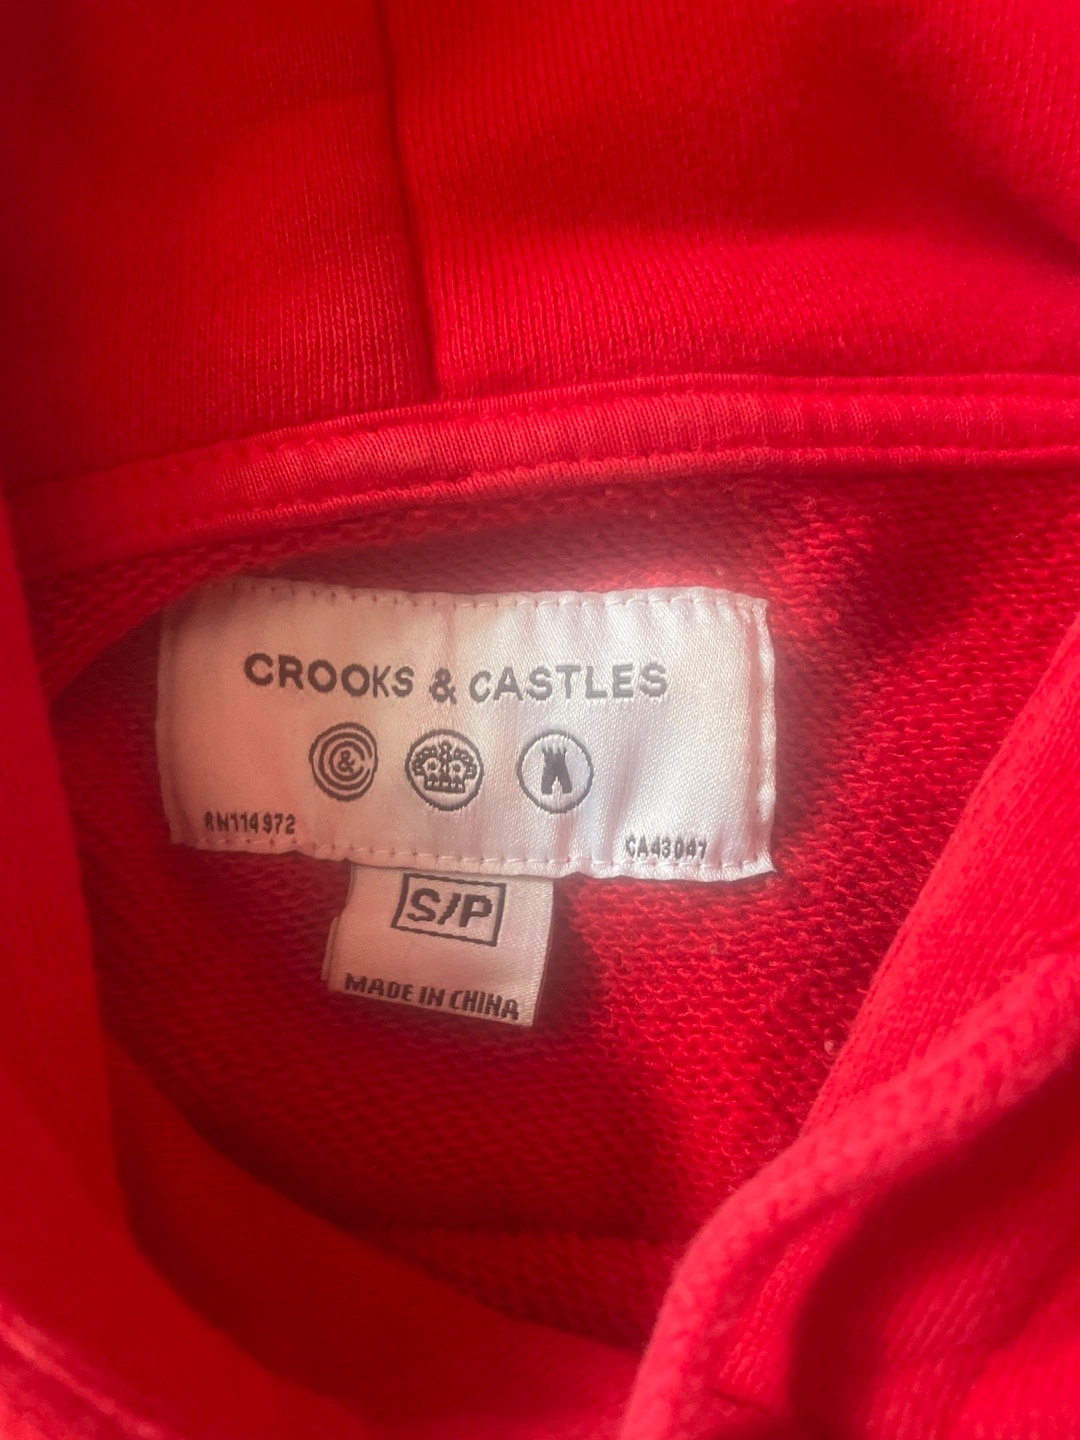 CROOKS & CASTLES
C&C
RN114972
CA43047
S/P
MADE IN CHINA